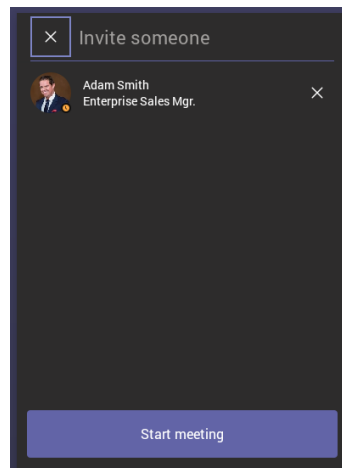 Invite someone
Adam Smith
Enterprise Sales Mgr.
Start meeting